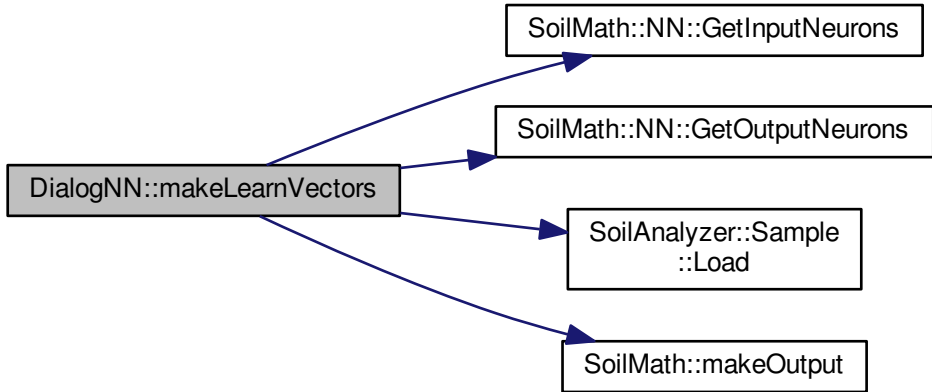 SoilMath::NN::GetInputNeurons
SoilMath::NN::GetOutputNeurons
DialogNN::makeLearnVectors
SoilAnalyzer::Sample
::Load
SoilMath::makeOutput